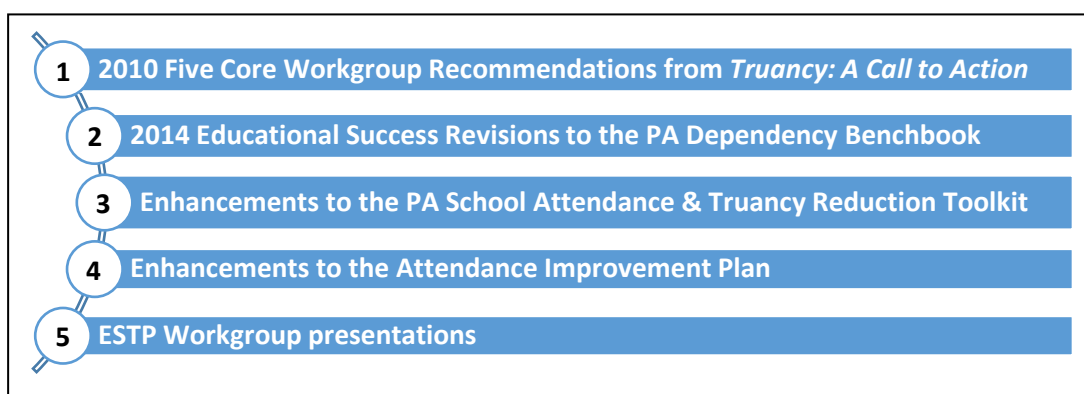 1 2010 Five Core Workgroup Recommendations from Truancy: A Call to Action
2 2014 Educational Success Revisions to the PA Dependency Benchbook
3 Enhancements to the PA School Attendance & Truancy Reduction Toolkit
4 Enhancements to the Attendance Improvement Plan
5 ESTP Workgroup presentations